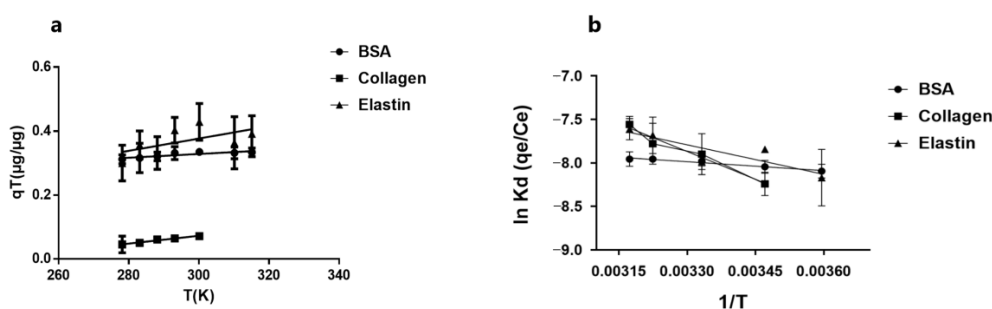 a
BSA
Collagen
Elastin
0.6
0.4
0.2
0.0
qT(µg/µg)
260
280
300
320
340
T(K)
b
BSA
Collagen
Elastin
−7.0
−7.5
−8.0
−8.5
−9.0
ln Kd (qe/Ce)
0.00315
0.00330
0.00345
0.00360
1/T